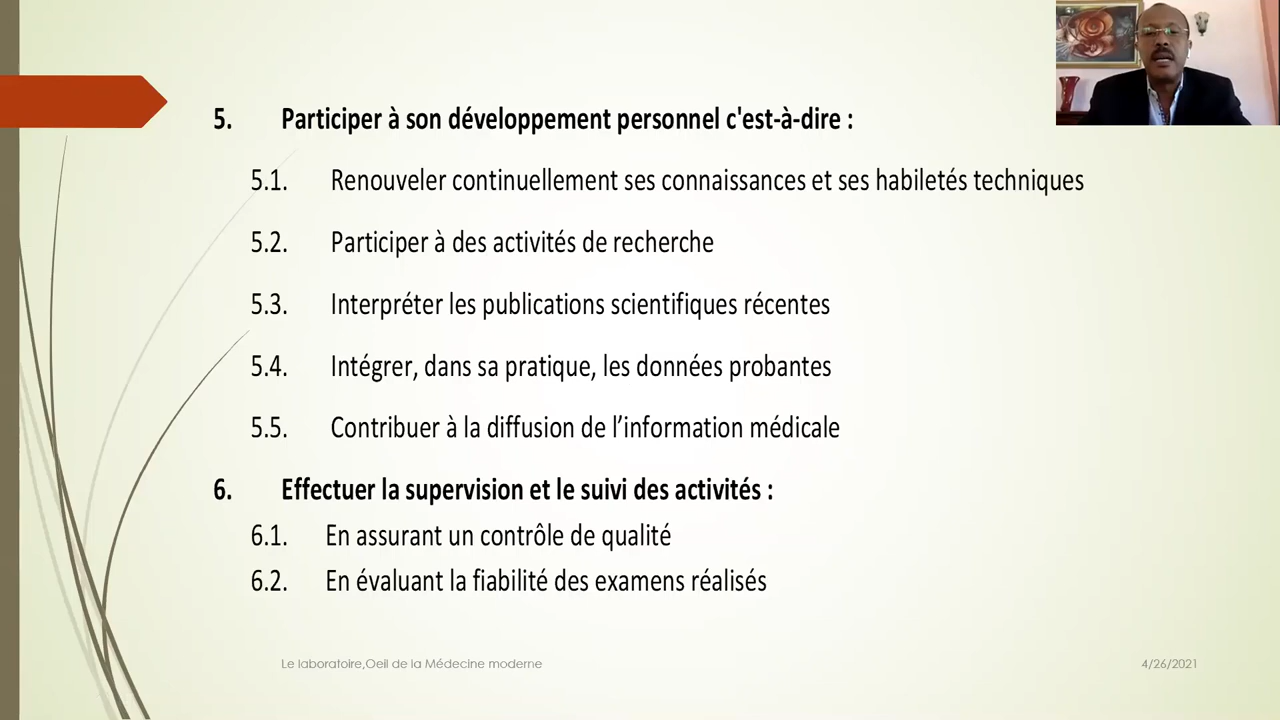 5. Participer à son développement personnel c'est-à-dire :
5.1. Renouveler continuellement ses connaissances et ses habiletés techniques
5.2. Participer à des activités de recherche
5.3. Interpréter les publications scientifiques récentes
5.4. Intégrer, dans sa pratique, les données probantes
5.5. Contribuer à la diffusion de l’information médicale
6. Effectuer la supervision et le suivi des activités :
6.1. En assurant un contrôle de qualité
6.2. En évaluant la fiabilité des examens réalisés
Le laboratoire,Oeil de la Médecine moderne 4/26/2021